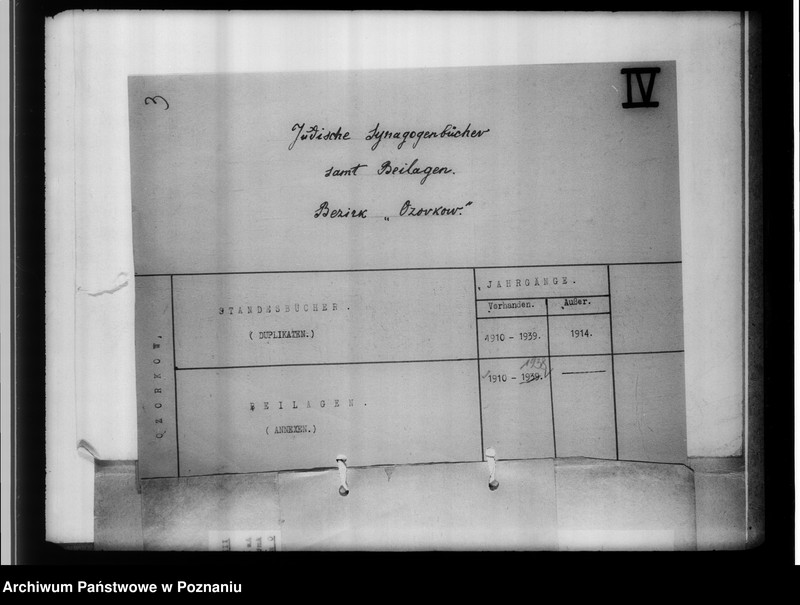 3
IV
Jüdische Synagogenbücher
samt Beilagen.
Bezirk „Ozorkow."
JAHRGÄNGE.
Vorhanden. Außer.
OZORKOW,
STANDESBÜCHER.
(DUPLIKATEN.)
1910 - 1939. 1914.
BEILAGEN.
(ANNEXEN.)
1938
1910 - 1939.
Archiwum Państwowe w Poznaniu